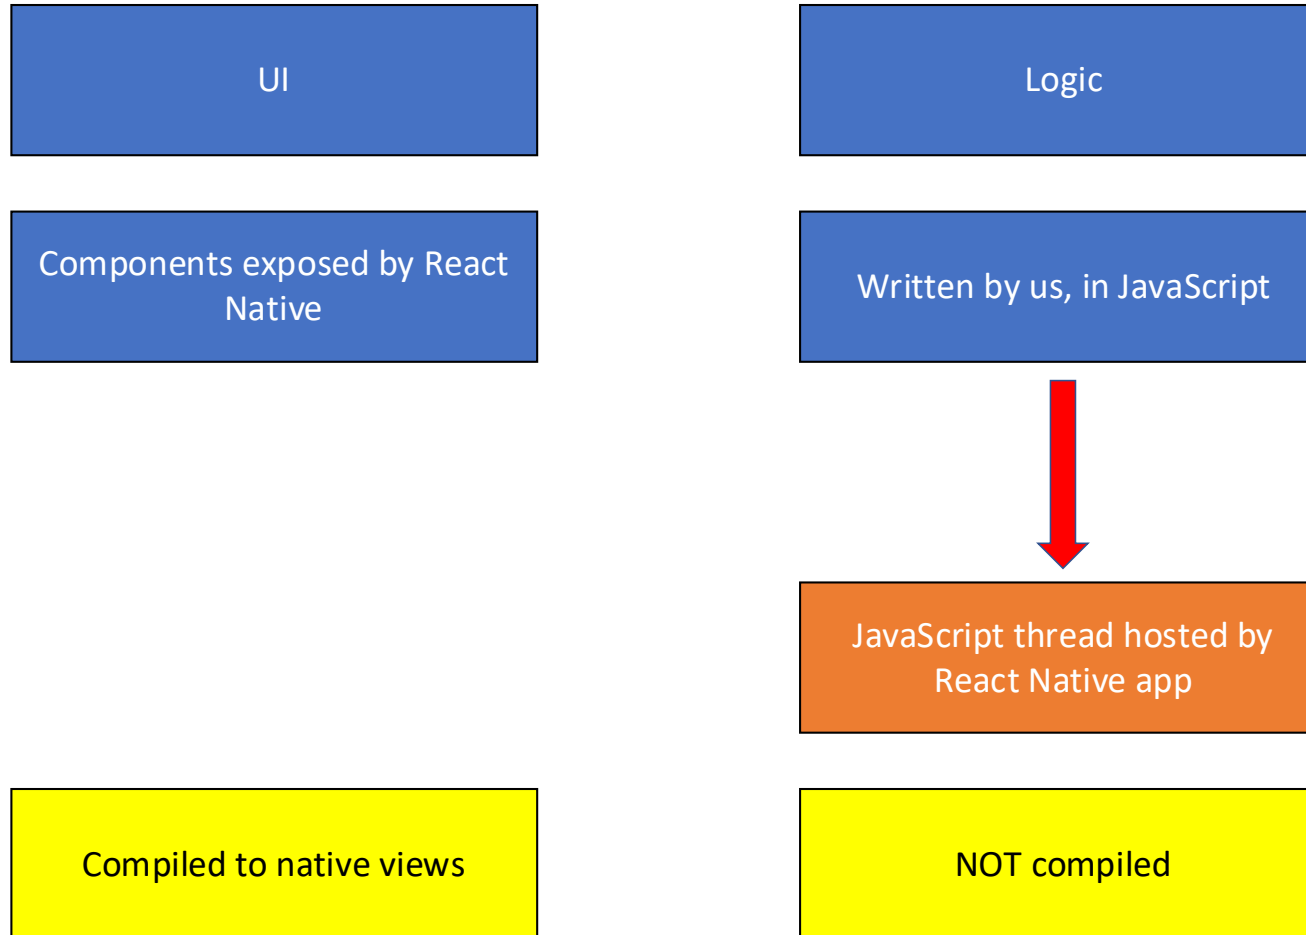 UI
Logic
Components exposed by React
Native
Written by us, in JavaScript
JavaScript thread hosted by
React Native app
Compiled to native views
NOT compiled